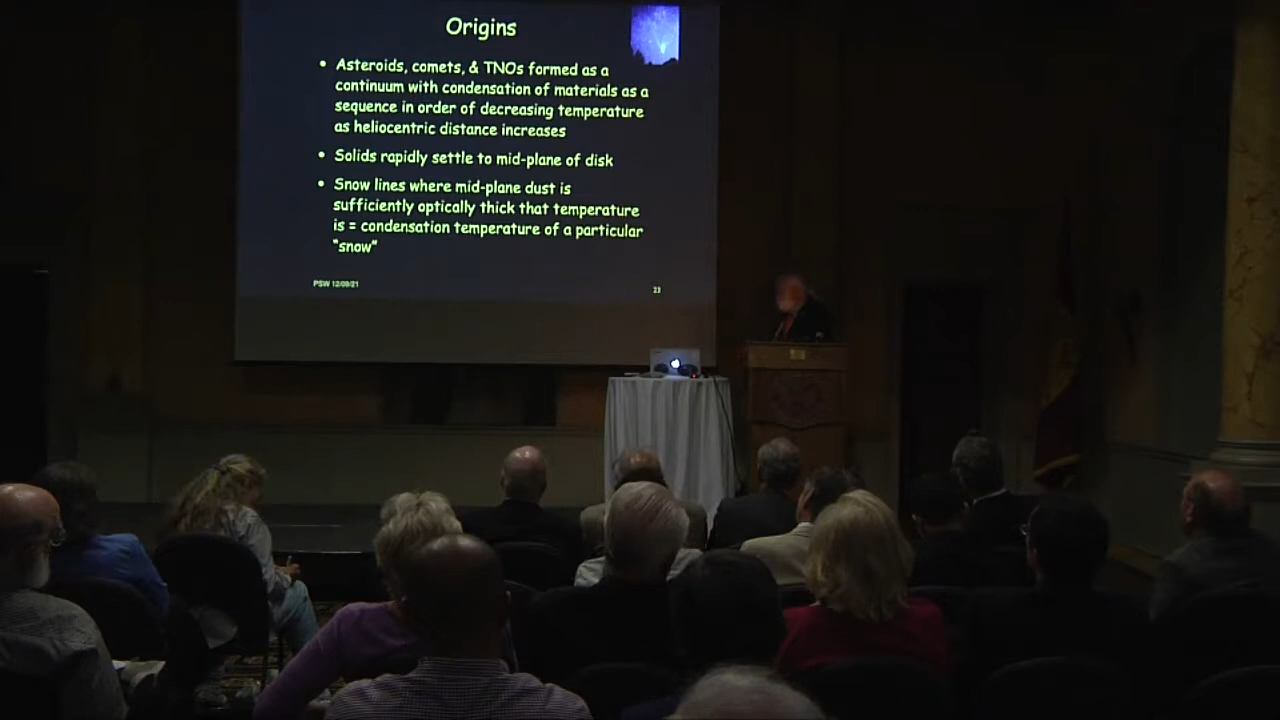 Origins
• Asteroids, comets, & TNOs formed as a
continuum with condensation of materials as a
sequence in order of decreasing temperature
as heliocentric distance increases
• Solids rapidly settle to mid-plane of disk
• Snow lines where mid-plane dust is
sufficiently optically thick that temperature
is = condensation temperature of a particular
“snow”
PSW 12/09/21
23